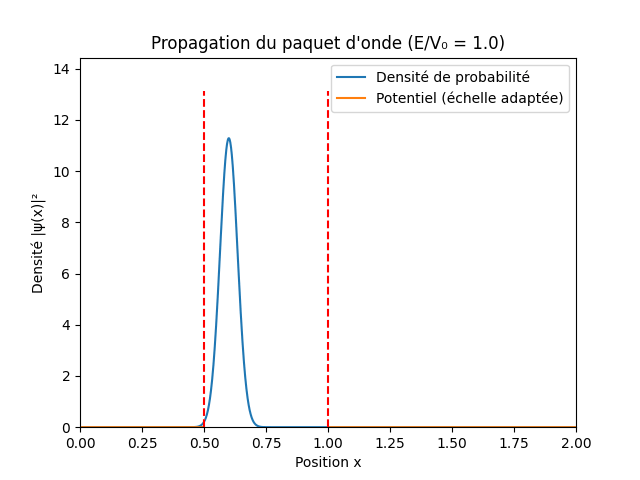 Propagation du paquet d'onde (E/V₀ = 1.0)
Densité de probabilité
Potentiel (échelle adaptée)
Densité |ψ(x)|²
14
12
10
8
6
4
2
0
0.00 0.25 0.50 0.75 1.00 1.25 1.50 1.75 2.00
Position x